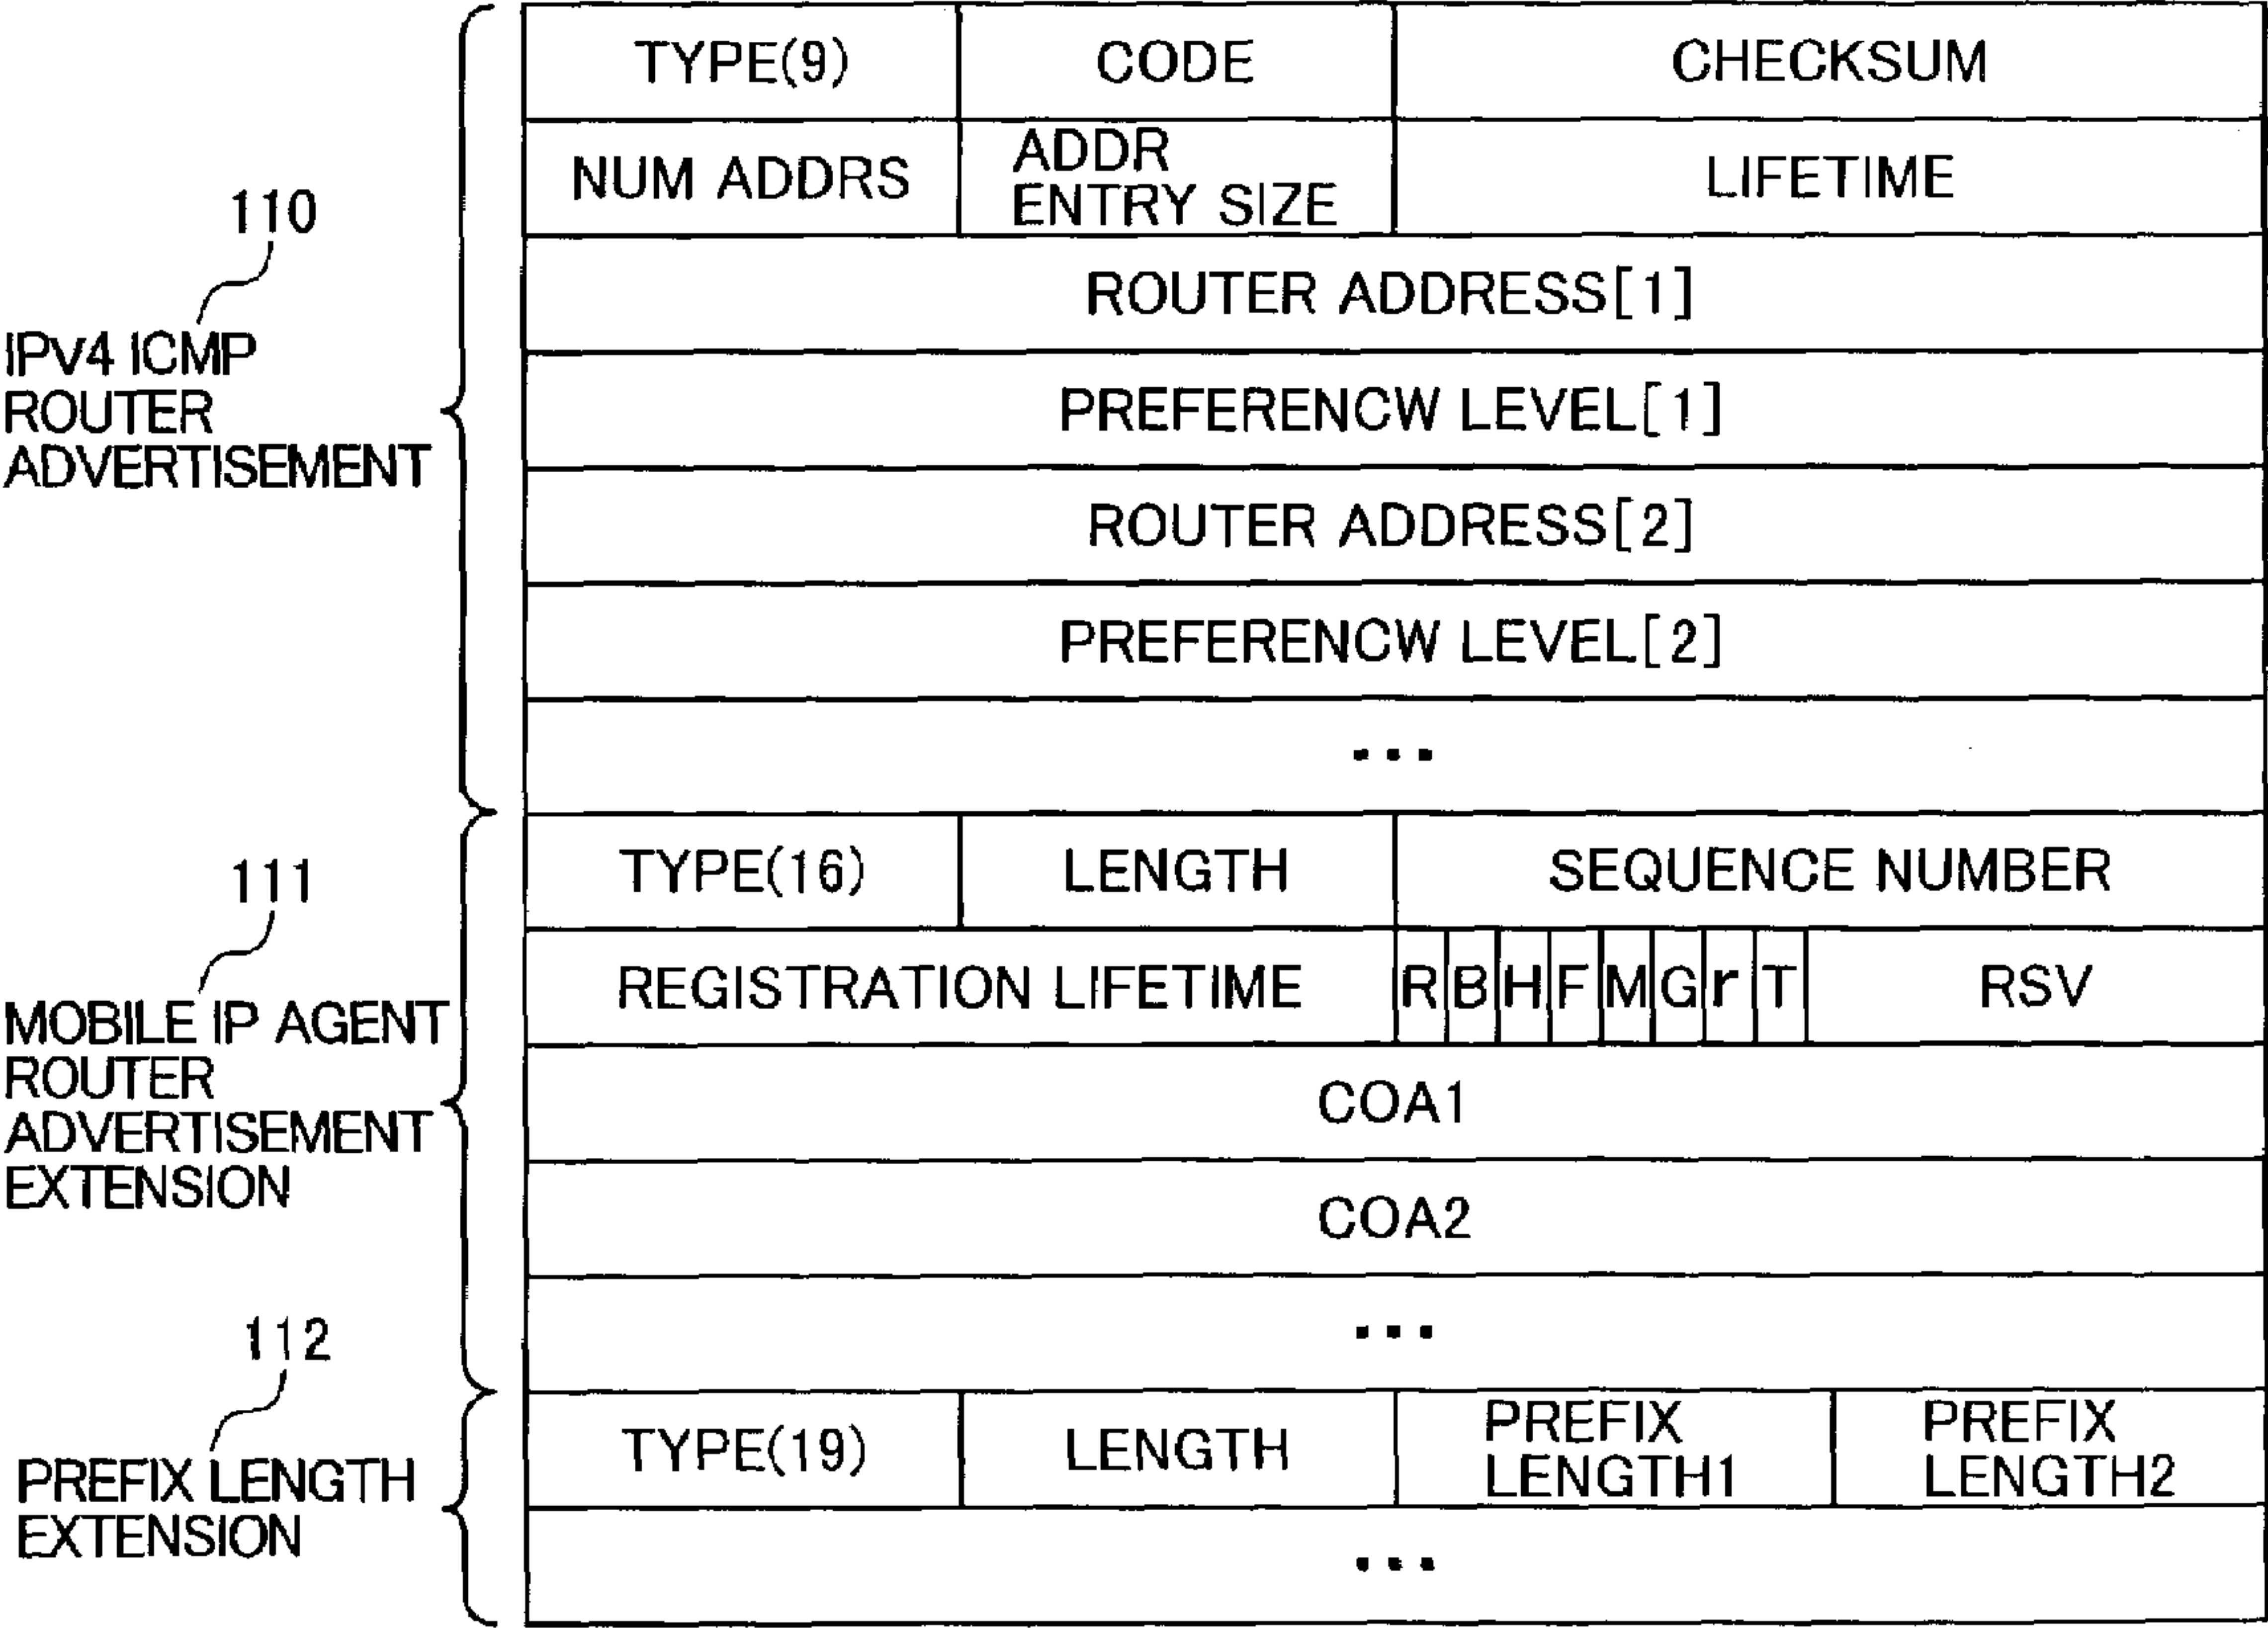 110
IPv4 ICMP
ROUTER
ADVERTISEMENT
TYPE(9) CODE CHECKSUM
NUM ADDRS ADDR
ENTRY SIZE LIFETIME
ROUTER ADDRESS[1]
PREFERENCW LEVEL[1]
ROUTER ADDRESS[2]
PREFERENCW LEVEL[2]
...
111
MOBILE IP AGENT
ROUTER
ADVERTISEMENT
EXTENSION
TYPE(16) LENGTH SEQUENCE NUMBER
REGISTRATION LIFETIME R B H F M G r T RSV
COA1
COA2
...
112
PREFIX LENGTH
EXTENSION
TYPE(19) LENGTH PREFIX
LENGTH1 PREFIX
LENGTH2
...